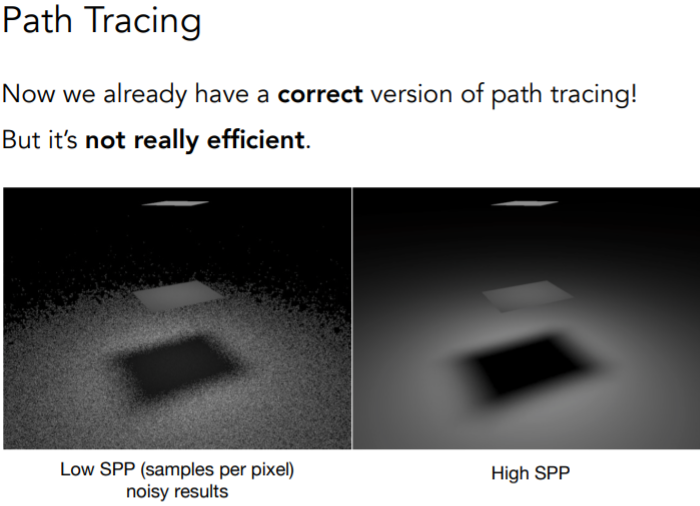 Path Tracing
Now we already have a correct version of path tracing!
But it’s not really efficient.
Low SPP (samples per pixel)
noisy results
High SPP